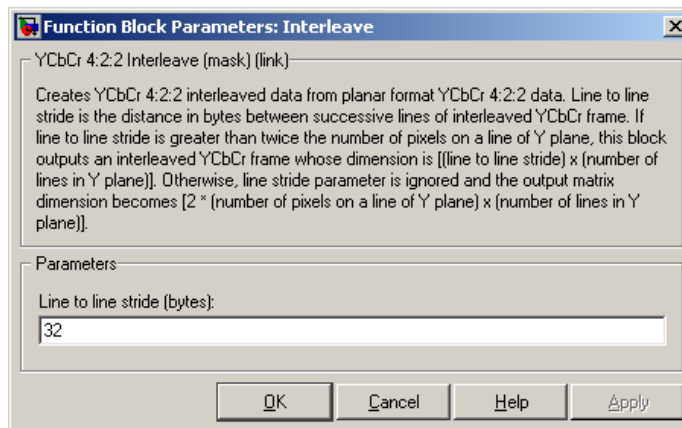 Function Block Parameters: Interleave
YCbCr 4:2:2 Interleave (mask) (link)
Creates YCbCr 4:2:2 interleaved data from planar format YCbCr 4:2:2 data. Line to line
stride is the distance in bytes between successive lines of interleaved YCbCr frame. If
line to line stride is greater than twice the number of pixels on a line of Y plane, this block
outputs an interleaved YCbCr frame whose dimension is [(line to line stride) x (number of
lines in Y plane)]. Otherwise, line stride parameter is ignored and the output matrix
dimension becomes [2 * (number of pixels on a line of Y plane) x (number of lines in Y
plane)].
Parameters
Line to line stride (bytes):
32
OK Cancel Help Apply